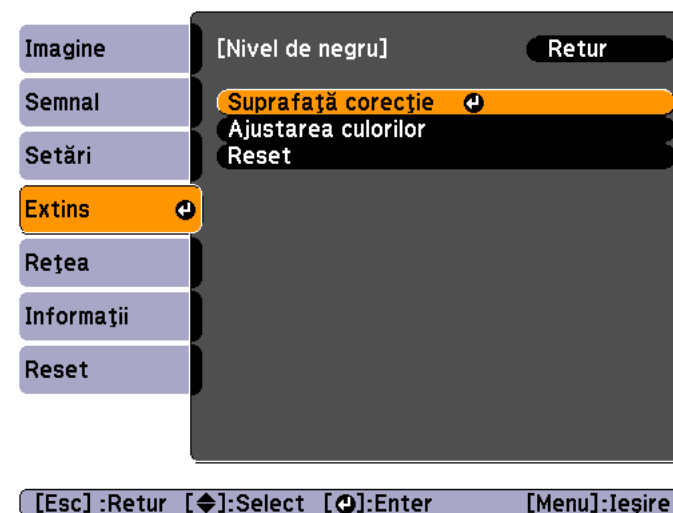 Imagine
Semnal
Setări
Extins
Reţea
Informaţii
Reset
[Nivel de negru] Retur
Suprafaţă corecţie
Ajustarea culorilor
Reset
[Esc] :Retur [◆]:Select [↵]:Enter [Menu]:Ieşire